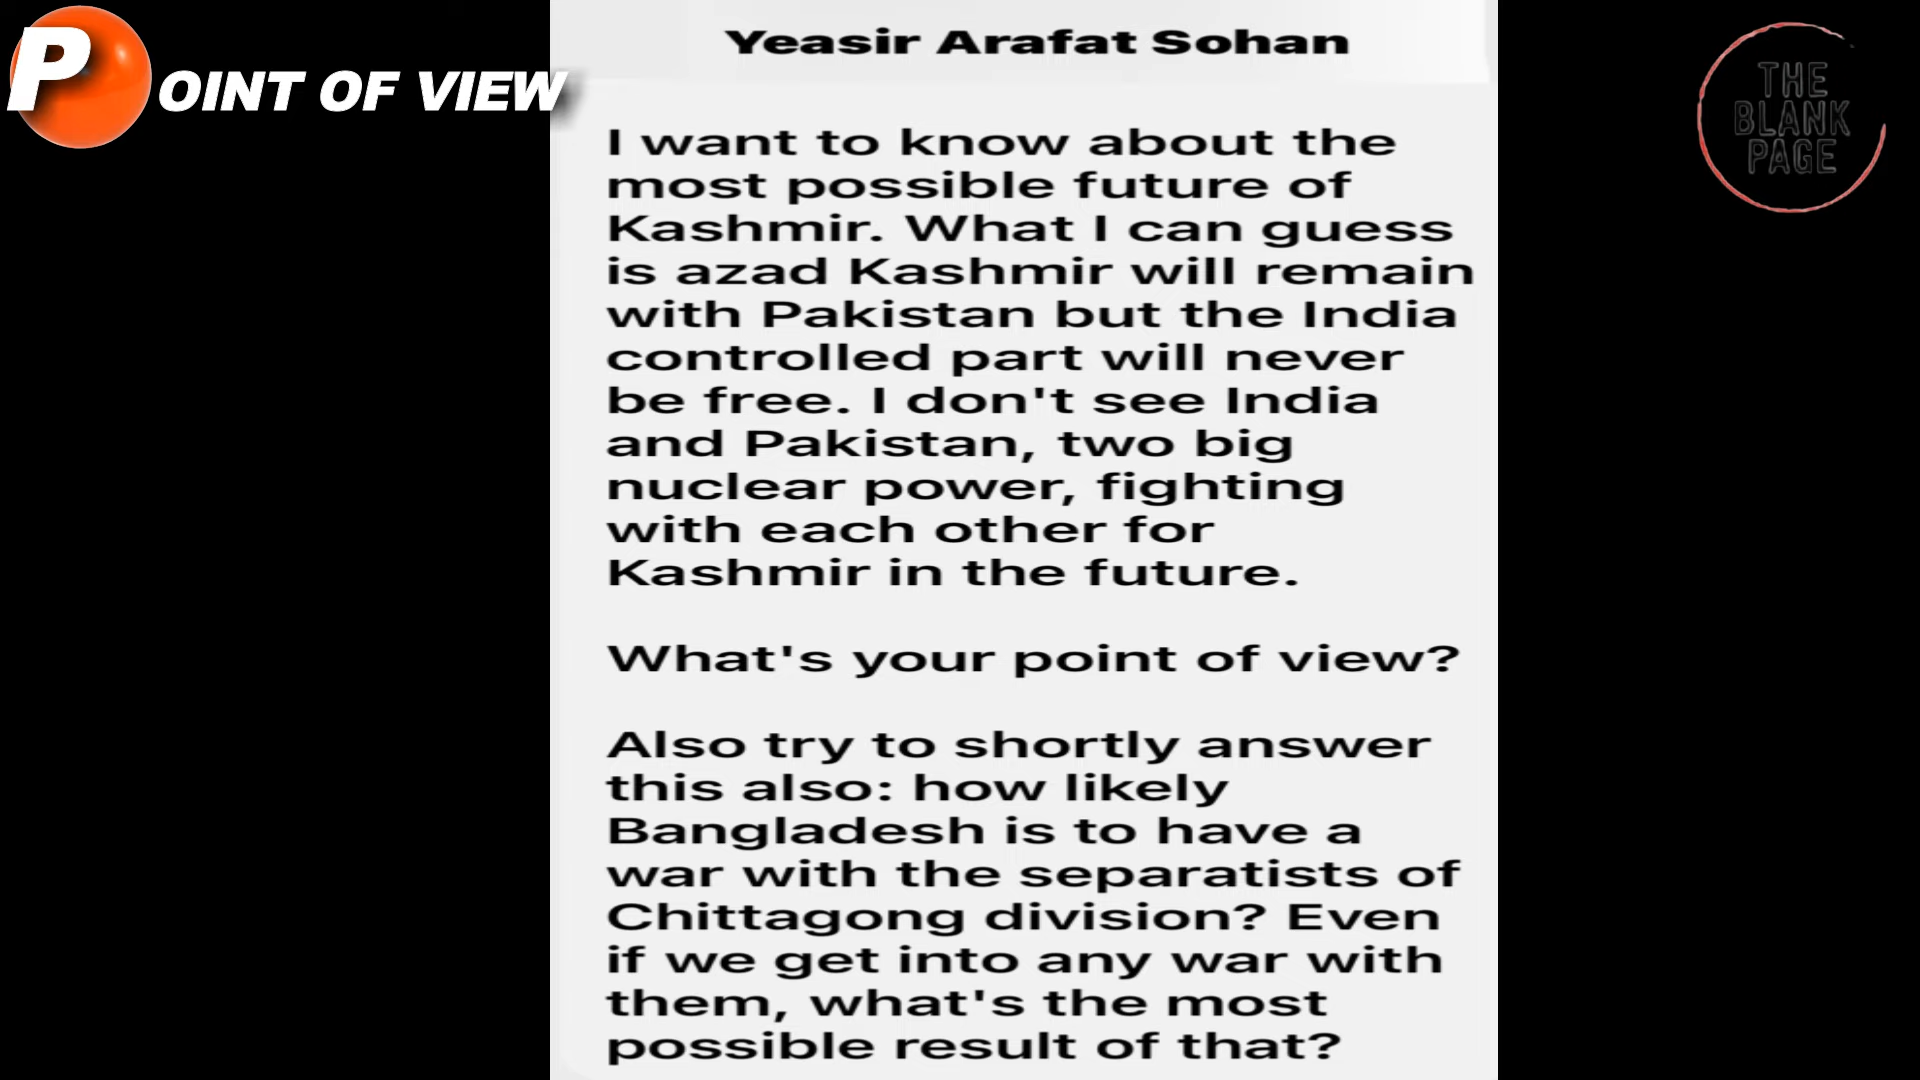 POINT OF VIEW
Yeasir Arafat Sohan
THE
BLANK
PAGE
I want to know about the
most possible future of
Kashmir. What I can guess
is azad Kashmir will remain
with Pakistan but the India
controlled part will never
be free. I don't see India
and Pakistan, two big
nuclear power, fighting
with each other for
Kashmir in the future.
What's your point of view?
Also try to shortly answer
this also: how likely
Bangladesh is to have a
war with the separatists of
Chittagong division? Even
if we get into any war with
them, what's the most
possible result of that?